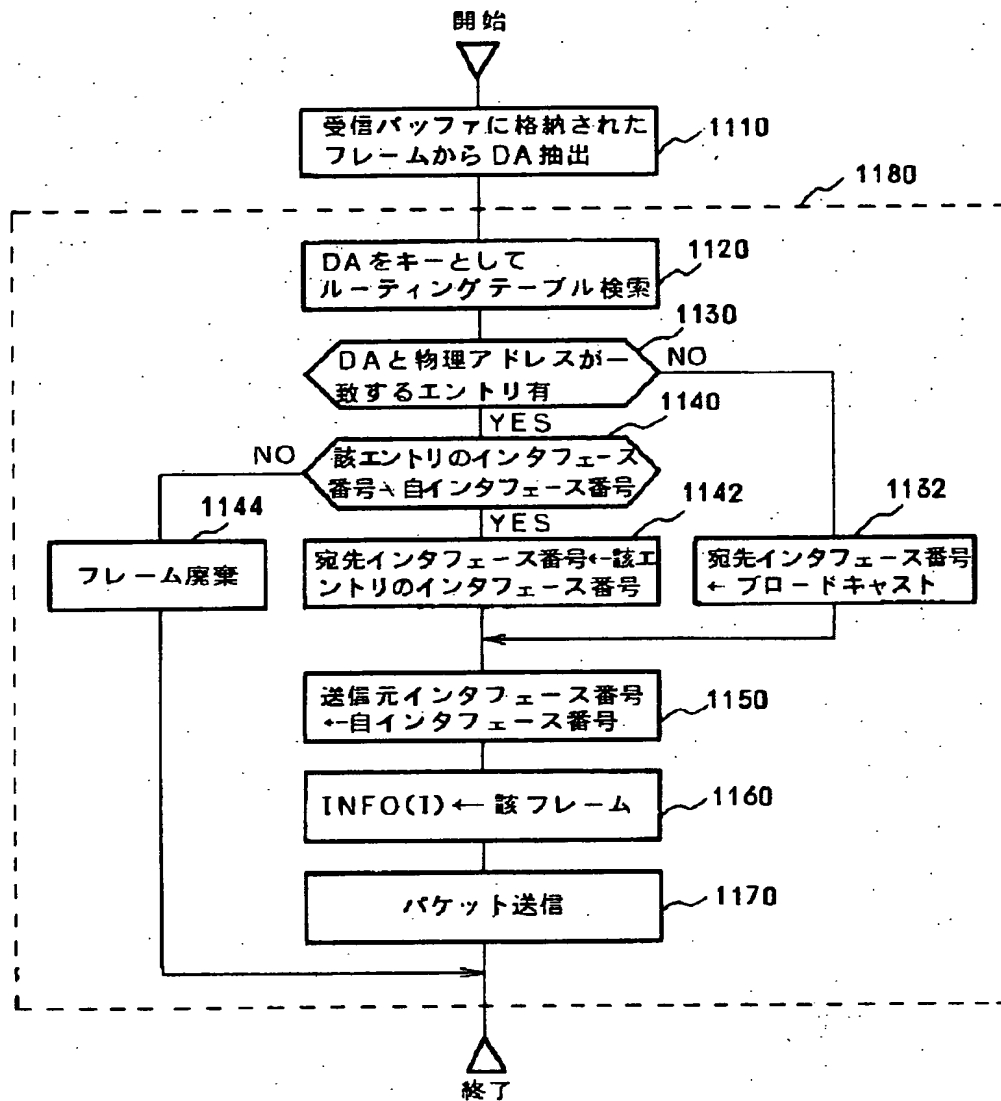 開始
受信バッファに格納された
フレームから DA 抽出
1110
1180
DAをキーとして
ルーティングテーブル検索
1120
1130
DAと物理アドレスが一
致するエントリ有
NO
YES
1140
該エントリのインタフェース
番号≠自インタフェース番号
NO
YES
1144
フレーム廃棄
1142
宛先インタフェース番号←該エ
ントリのインタフェース番号
1132
宛先インタフェース番号
← ブロードキャスト
送信元インタフェース番号
←自インタフェース番号
1150
INFO(I) ← 該フレーム
1160
パケット送信
1170
終了